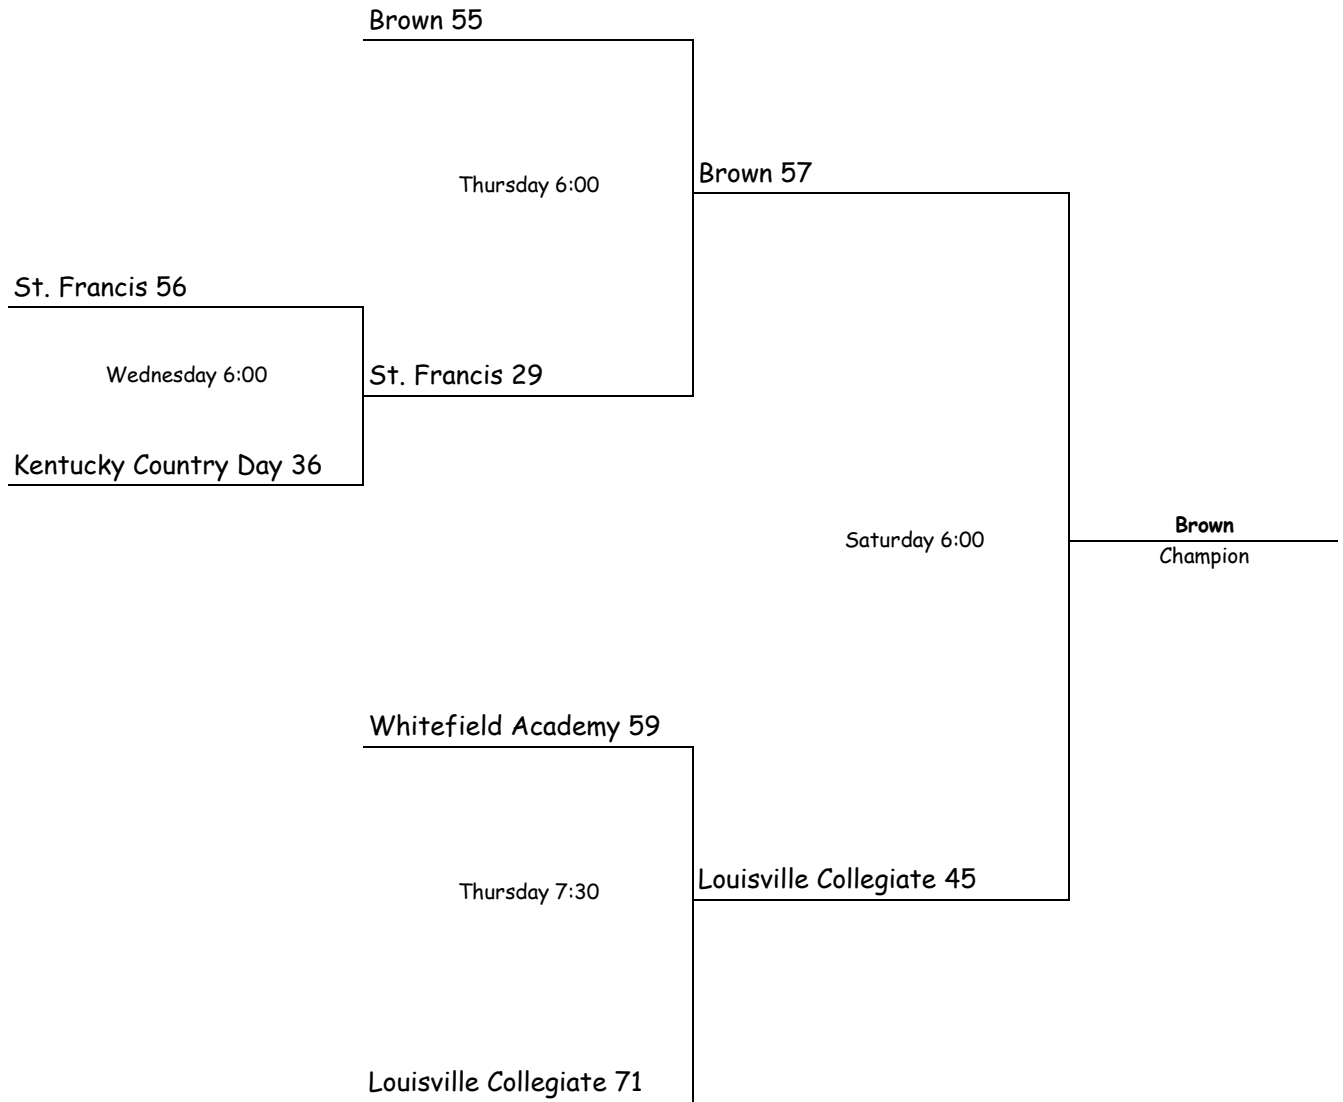 Brown 55
Thursday 6:00
Brown 57
St. Francis 56
Wednesday 6:00
St. Francis 29
Kentucky Country Day 36
Saturday 6:00
Brown
Champion
Whitefield Academy 59
Thursday 7:30
Louisville Collegiate 45
Louisville Collegiate 71